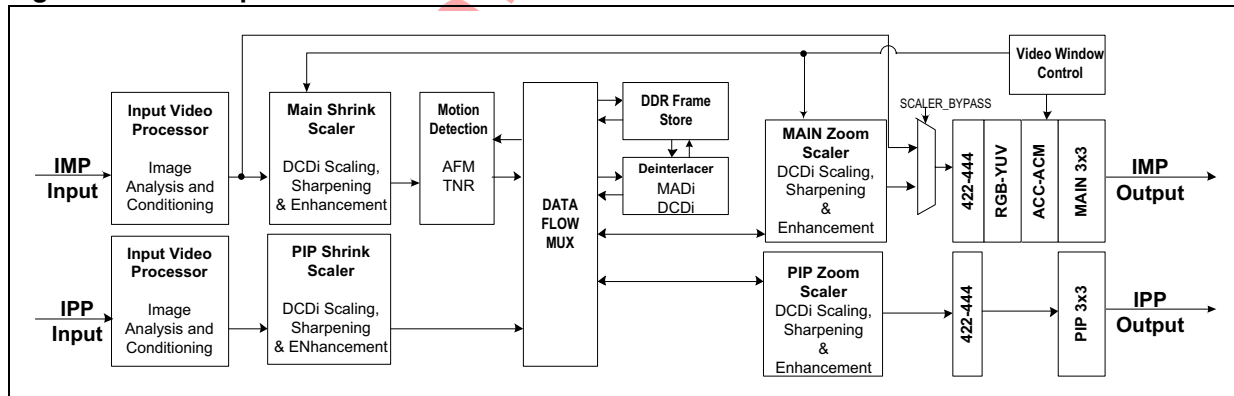 Video Window
Control
SCALER_BYPASS
Input Video
Processor
Image
Analysis and
Conditioning
Main Shrink
Scaler
DCDi Scaling,
Sharpening
& Enhancement
Motion
Detection
AFM
TNR
DATA
FLOW
MUX
DDR Frame
Store
Deinterlacer
MADi
DCDi
MAIN Zoom
Scaler
DCDi Scaling,
Sharpening
&
Enhancement
422-444
RGB-YUV
ACC-ACM
MAIN 3x3
IMP
Input
IMP
Output
Input Video
Processor
Image
Analysis and
Conditioning
PIP Shrink
Scaler
DCDi Scaling,
Sharpening
& ENhancement
PIP Zoom
Scaler
DCDi Scaling,
Sharpening
&
Enhancement
422-444
PIP 3x3
IPP
Input
IPP
Output